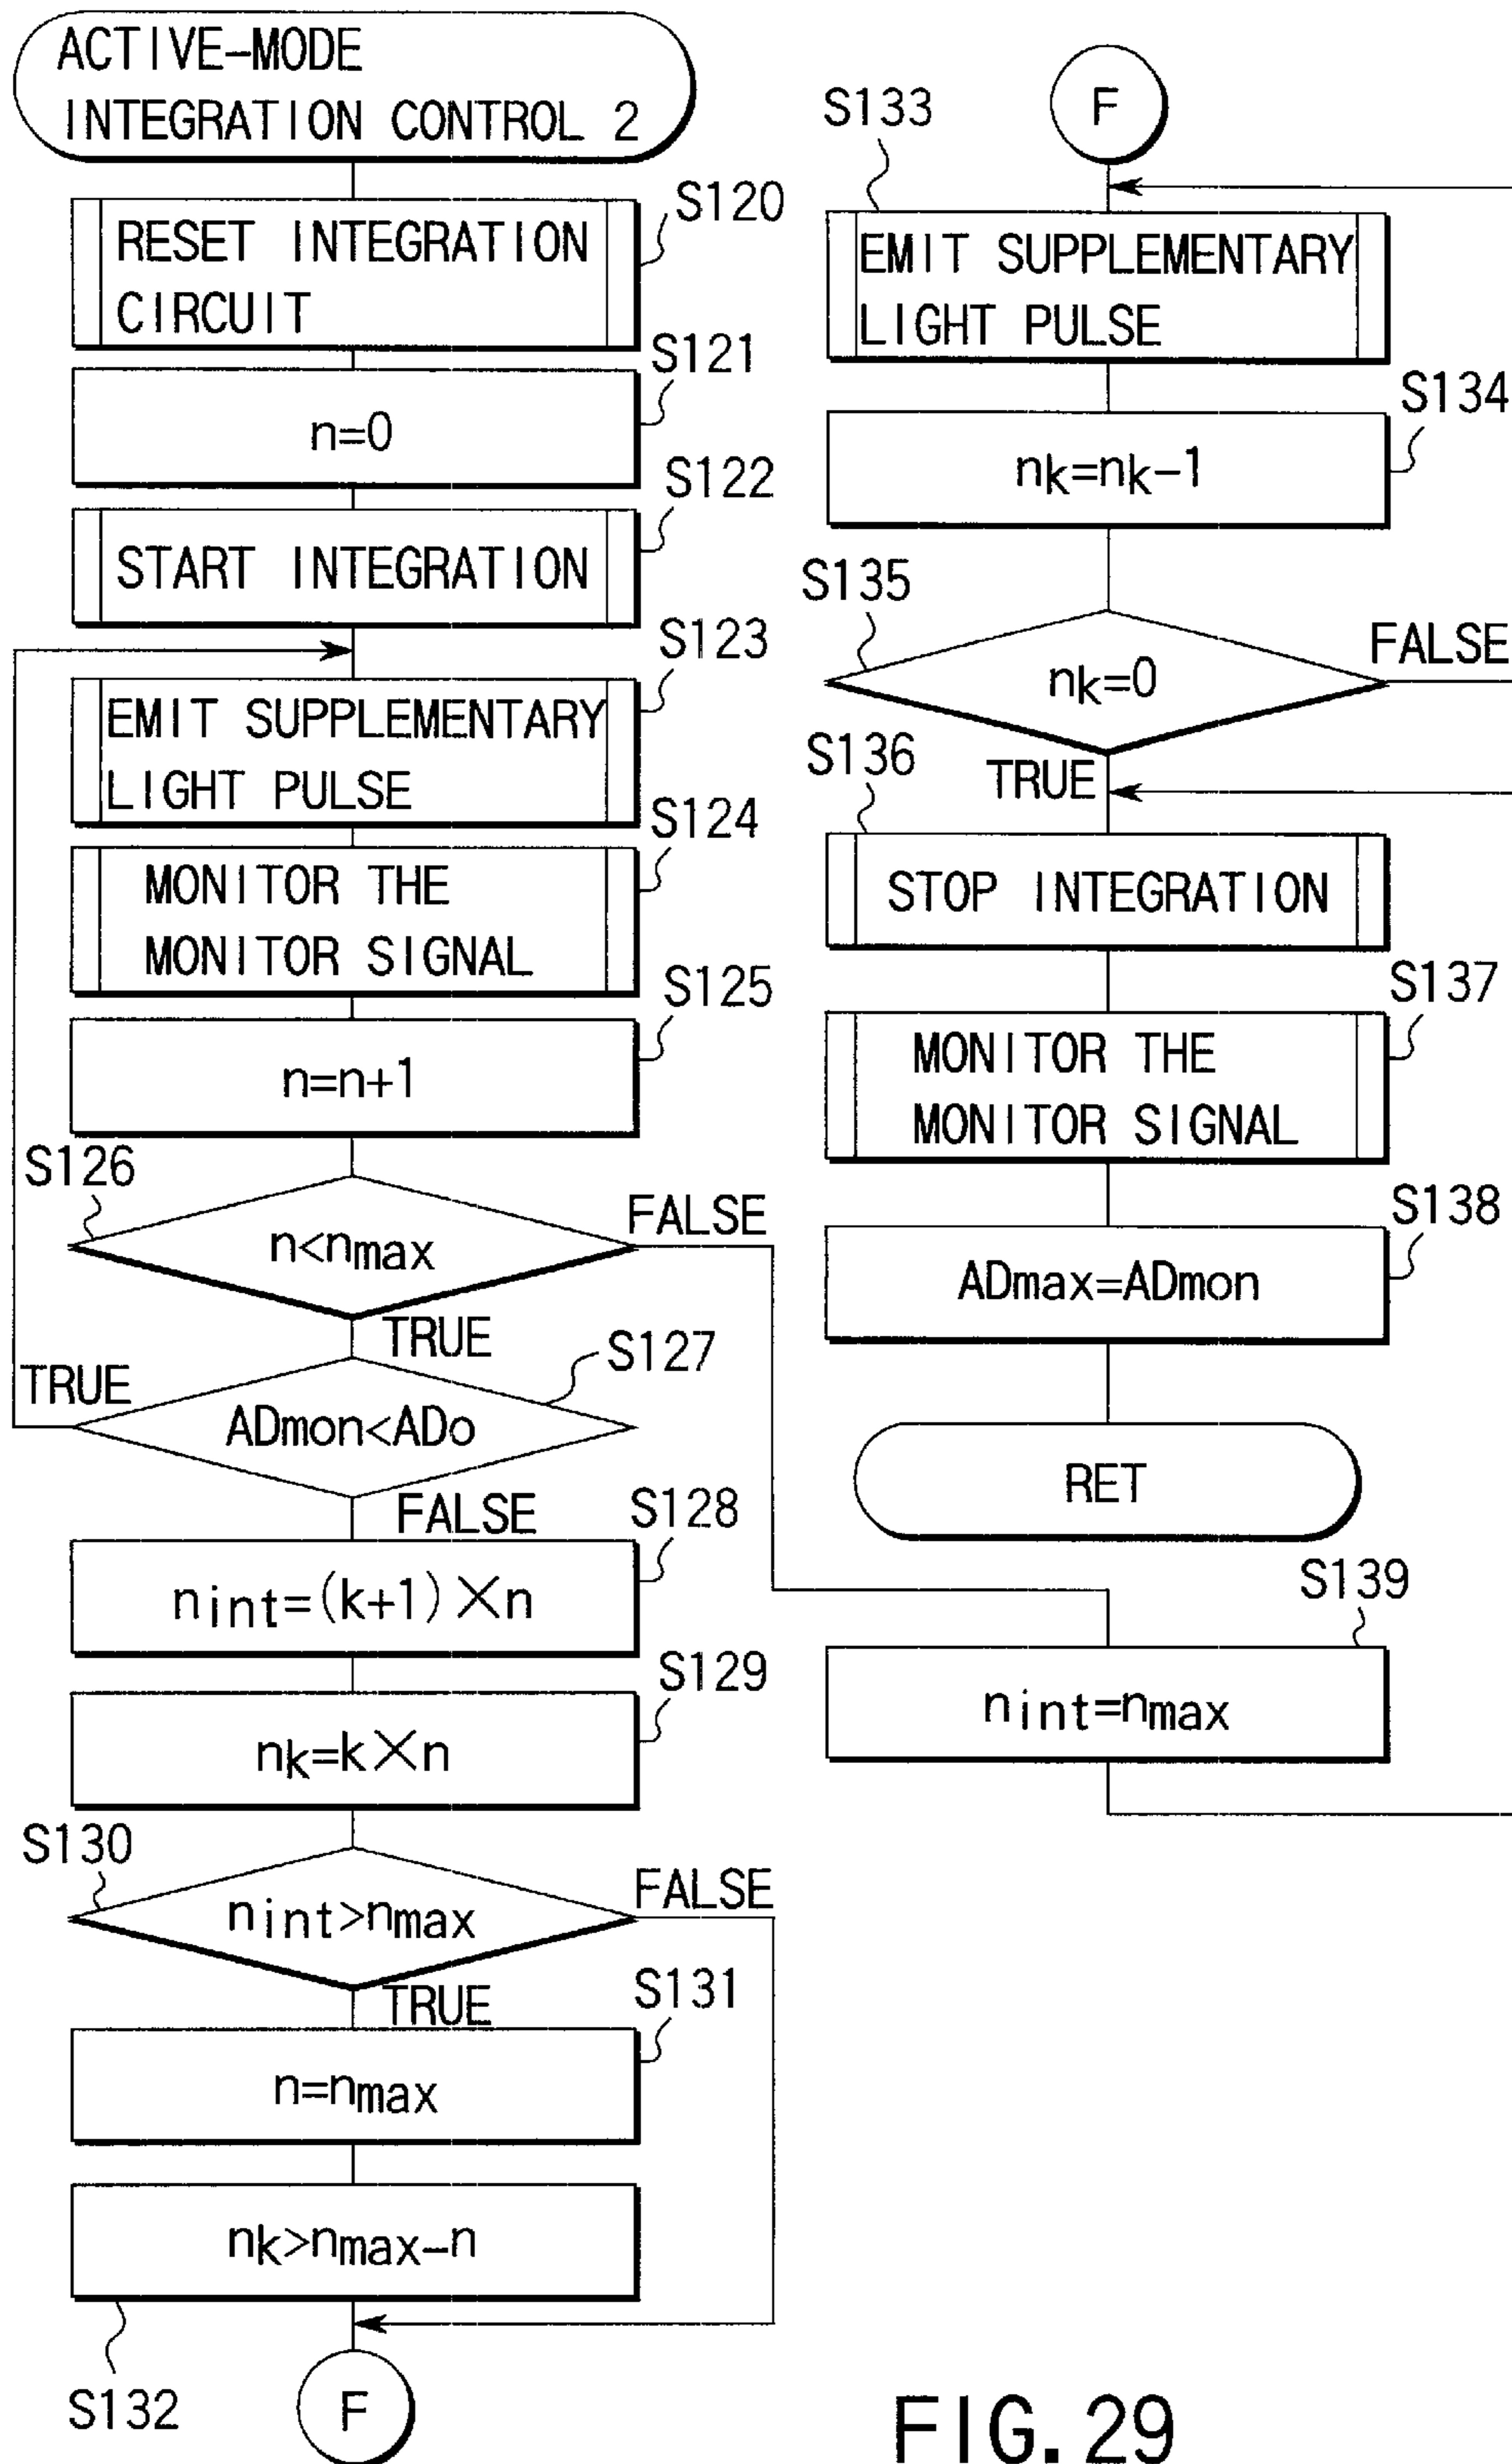 ACTIVE-MODE
INTEGRATION CONTROL 2
S120
RESET INTEGRATION
CIRCUIT
S121
n=0
S122
START INTEGRATION
S123
EMIT SUPPLEMENTARY
LIGHT PULSE
S124
MONITOR THE
MONITOR SIGNAL
S125
n=n+1
S126
n<nmax
FALSE
TRUE
S127
TRUE
ADmon<ADo
FALSE
S128
nint=(k+1)×n
S129
nk=k×n
S130
nint>nmax
FALSE
TRUE
S131
n=nmax
nk>nmax-n
S132
F
F
S133
EMIT SUPPLEMENTARY
LIGHT PULSE
S134
nk=nk-1
S135
nk=0
FALSE
TRUE
S136
STOP INTEGRATION
S137
MONITOR THE
MONITOR SIGNAL
S138
ADmax=ADmon
RET
S139
nint=nmax
FIG. 29